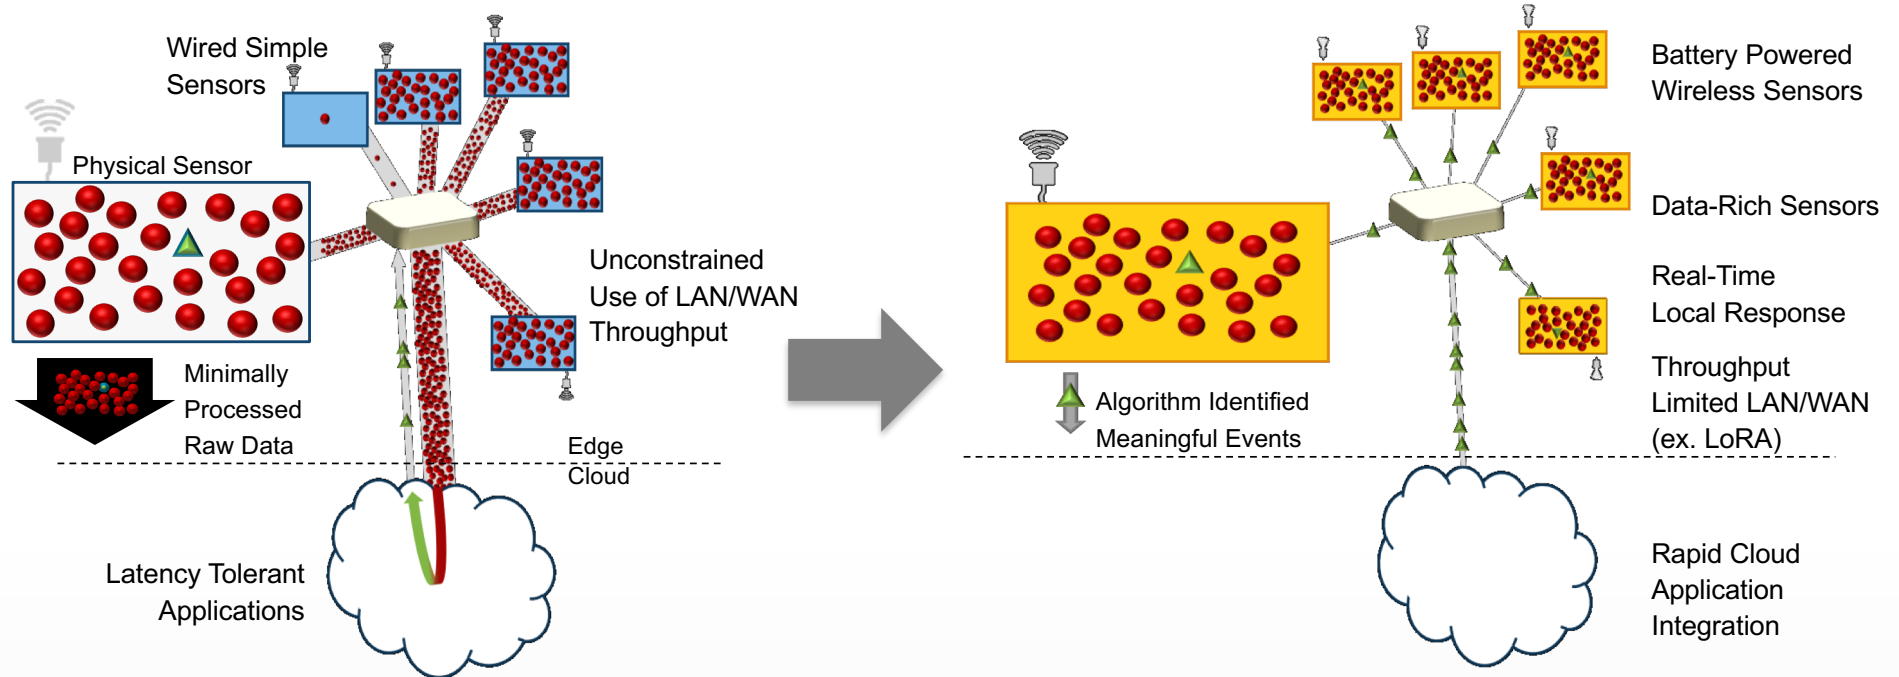 Wired Simple
Sensors
Physical Sensor
Unconstrained
Use of LAN/WAN
Throughput
Minimally
Processed
Raw Data
Edge
Cloud
Latency Tolerant
Applications
Battery Powered
Wireless Sensors
Data-Rich Sensors
Real-Time
Local Response
Throughput
Limited LAN/WAN
(ex. LoRA)
Algorithm Identified
Meaningful Events
Rapid Cloud
Application
Integration